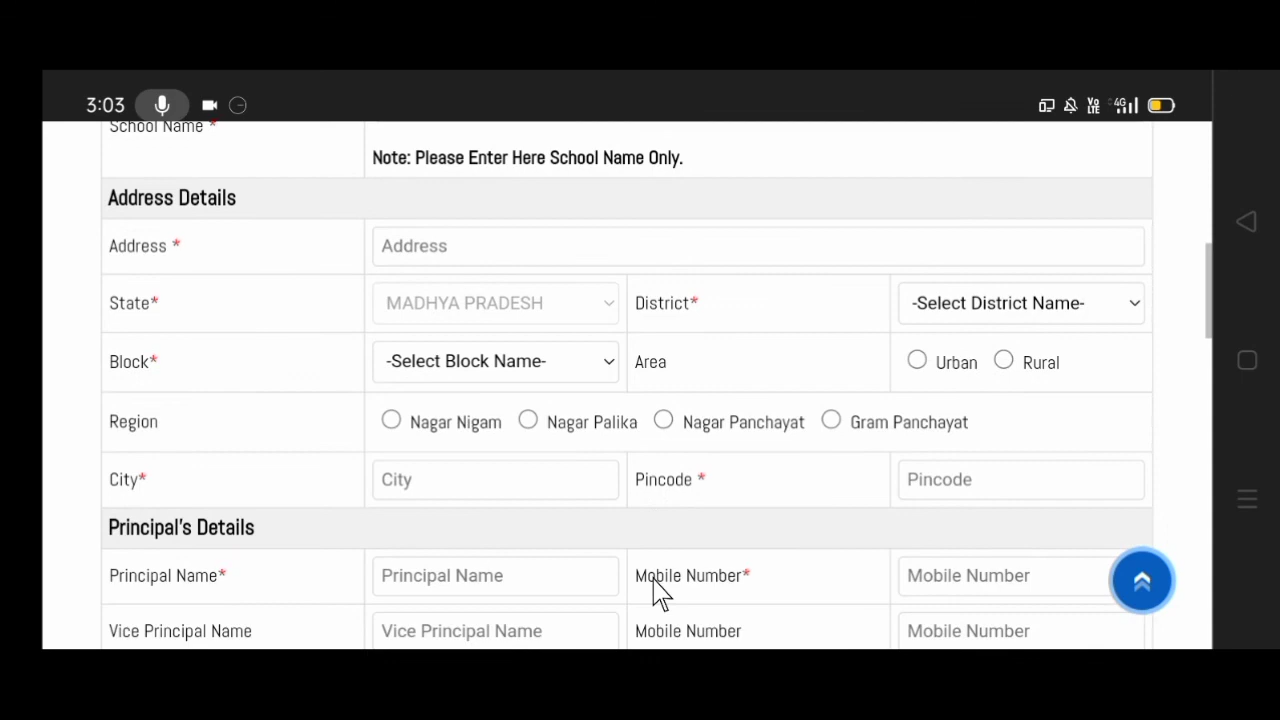 3:03
Vo LTE 4G
School Name *
Note: Please Enter Here School Name Only.
Address Details
Address * Address
State* MADHYA PRADESH District* -Select District Name-
Block* -Select Block Name- Area Urban Rural
Region Nagar Nigam Nagar Palika Nagar Panchayat Gram Panchayat
City* City Pincode * Pincode
Principal's Details
Principal Name* Principal Name Mobile Number* Mobile Number
Vice Principal Name Vice Principal Name Mobile Number Mobile Number